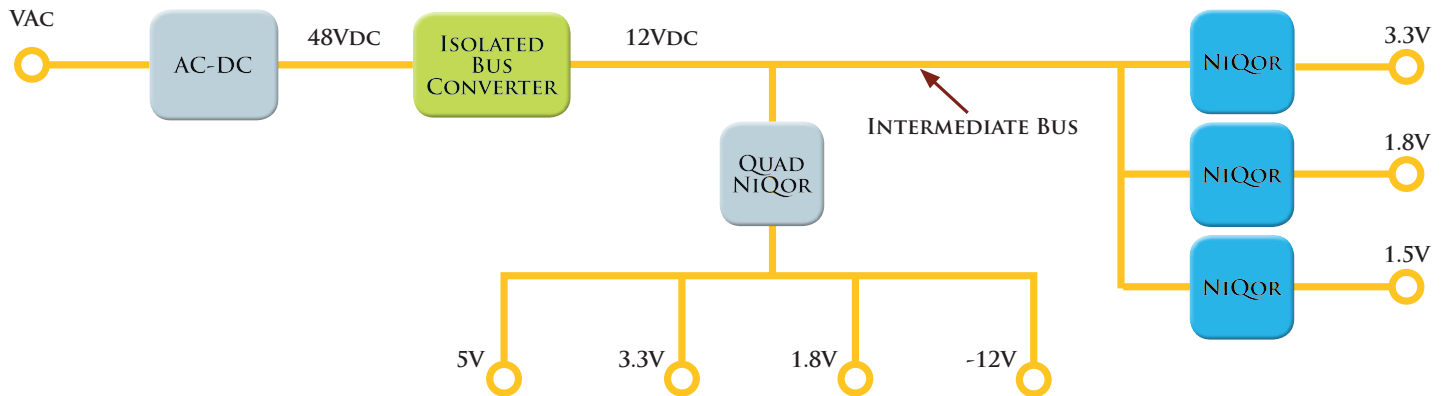 VAC
AC-DC
48VDC
ISOLATED
BUS
CONVERTER
12VDC
INTERMEDIATE BUS
QUAD
NIQOR
5V
3.3V
1.8V
-12V
NIQOR
3.3V
NIQOR
1.8V
NIQOR
1.5V